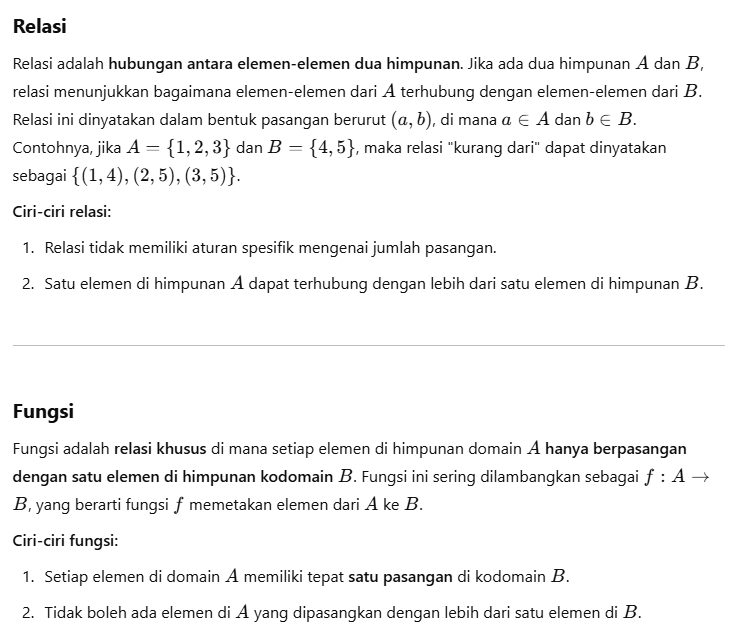 Relasi
Relasi adalah hubungan antara elemen-elemen dua himpunan. Jika ada dua himpunan A dan B,
relasi menunjukkan bagaimana elemen-elemen dari A terhubung dengan elemen-elemen dari B.
Relasi ini dinyatakan dalam bentuk pasangan berurut (a, b), di mana a ∈ A dan b ∈ B.
Contohnya, jika A = {1, 2, 3} dan B = {4, 5}, maka relasi "kurang dari" dapat dinyatakan
sebagai {(1, 4), (2, 5), (3, 5)}.
Ciri-ciri relasi:
1. Relasi tidak memiliki aturan spesifik mengenai jumlah pasangan.
2. Satu elemen di himpunan A dapat terhubung dengan lebih dari satu elemen di himpunan B.
Fungsi
Fungsi adalah relasi khusus di mana setiap elemen di himpunan domain A hanya berpasangan
dengan satu elemen di himpunan kodomain B. Fungsi ini sering dilambangkan sebagai f : A →
B, yang berarti fungsi f memetakan elemen dari A ke B.
Ciri-ciri fungsi:
1. Setiap elemen di domain A memiliki tepat satu pasangan di kodomain B.
2. Tidak boleh ada elemen di A yang dipasangkan dengan lebih dari satu elemen di B.